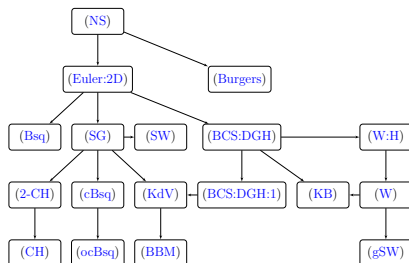 (NS)
(Euler:2D) (Burgers)
(Bsq) (SG) (SW) (BCS:DGH) (W:H)
(2-CH) (cBsq) (KdV) (BCS:DGH:1) (KB) (W)
(CH) (ocBsq) (BBM) (gSW)